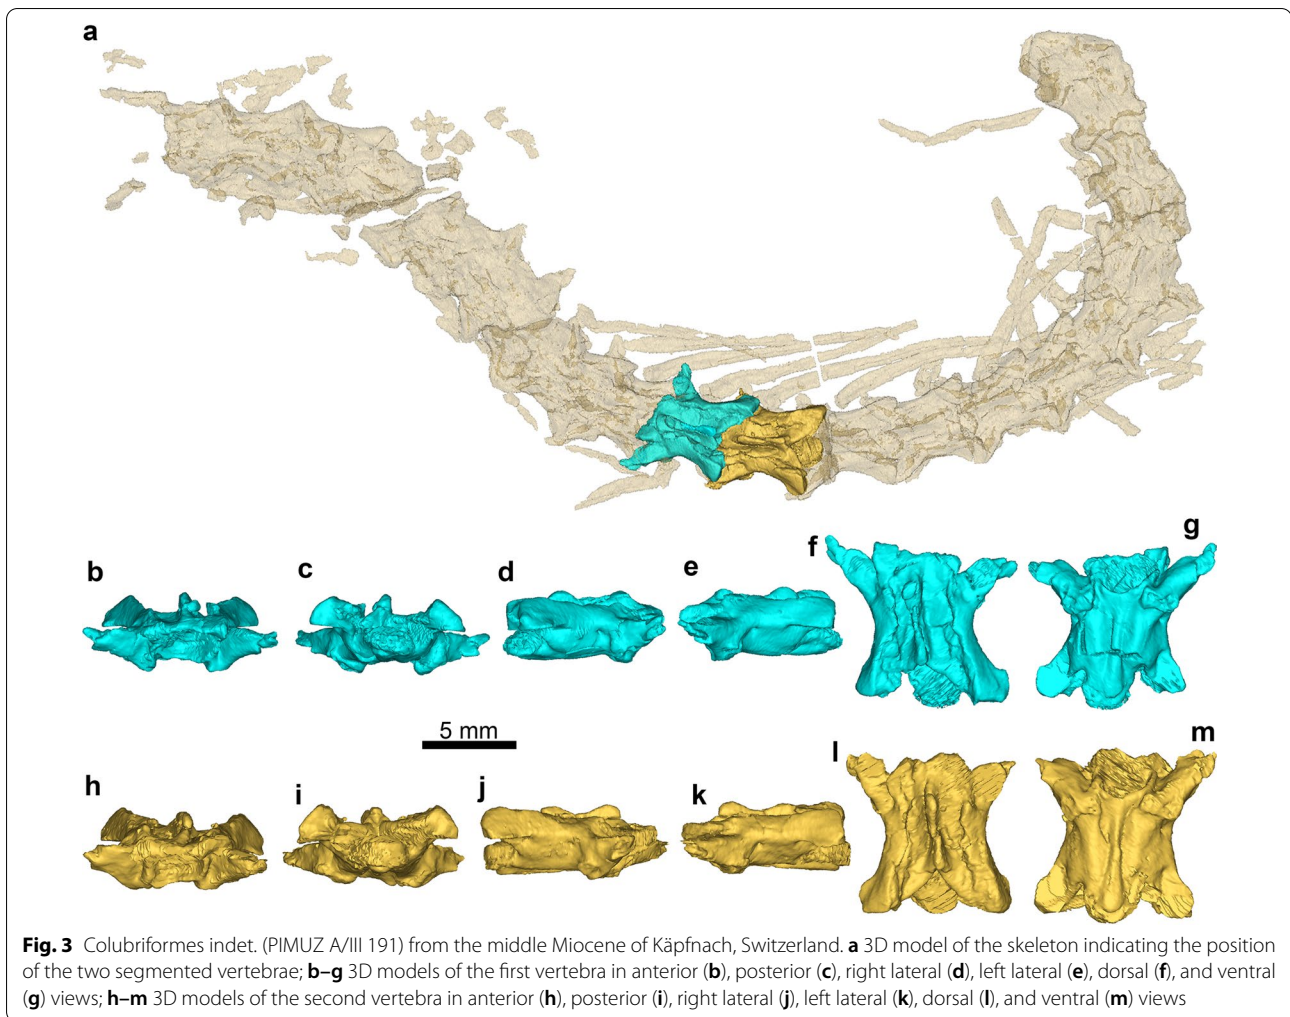 a
b
c
d
e
f
g
5 mm
h
i
j
k
l
m
Fig. 3 Colubriformes indet. (PIMUZ A/III 191) from the middle Miocene of Käpfnach, Switzerland. a 3D model of the skeleton indicating the position
of the two segmented vertebrae; b–g 3D models of the first vertebra in anterior (b), posterior (c), right lateral (d), left lateral (e), dorsal (f), and ventral
(g) views; h–m 3D models of the second vertebra in anterior (h), posterior (i), right lateral (j), left lateral (k), dorsal (l), and ventral (m) views